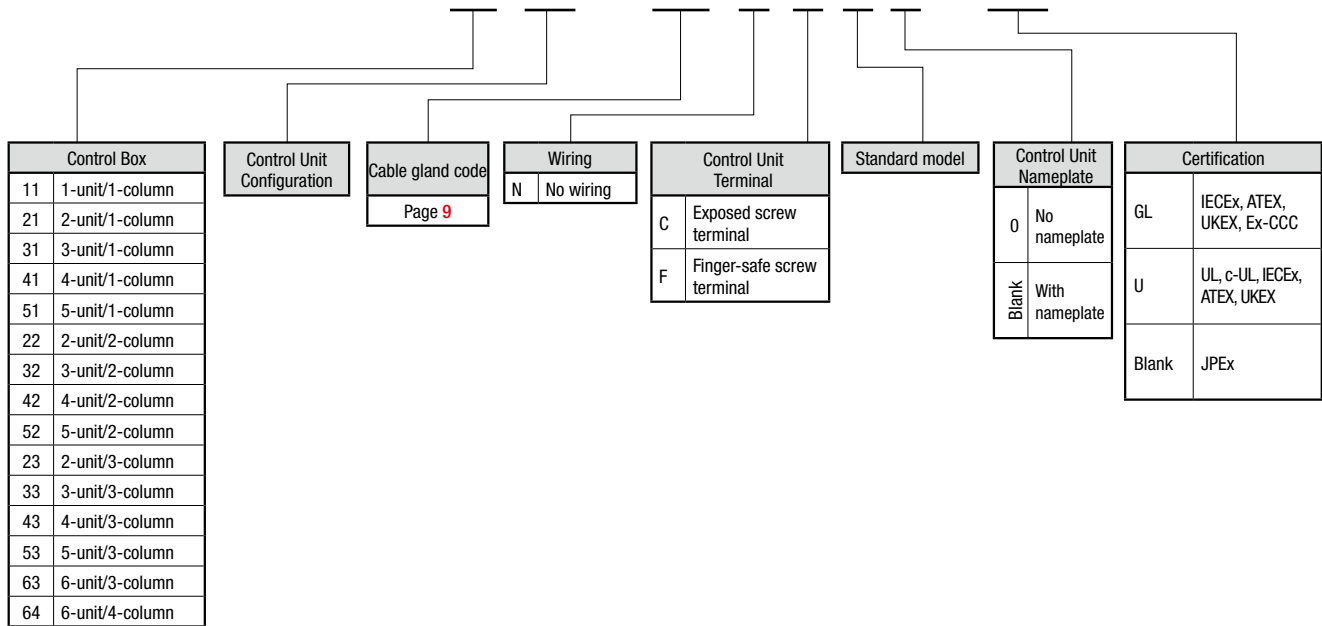 Control Box
11 1-unit/1-column
21 2-unit/1-column
31 3-unit/1-column
41 4-unit/1-column
51 5-unit/1-column
22 2-unit/2-column
32 3-unit/2-column
42 4-unit/2-column
52 5-unit/2-column
23 2-unit/3-column
33 3-unit/3-column
43 4-unit/3-column
53 5-unit/3-column
63 6-unit/3-column
64 6-unit/4-column
Control Unit
Configuration
Cable gland code
Page 9
Wiring
N No wiring
Control Unit
Terminal
C Exposed screw
terminal
F Finger-safe screw
terminal
Standard model
Control Unit
Nameplate
0 No
nameplate
Blank With
nameplate
Certification
GL IECEx, ATEX,
UKEX, Ex-CCC
U UL, c-UL, IECEx,
ATEX, UKEX
Blank JPEx